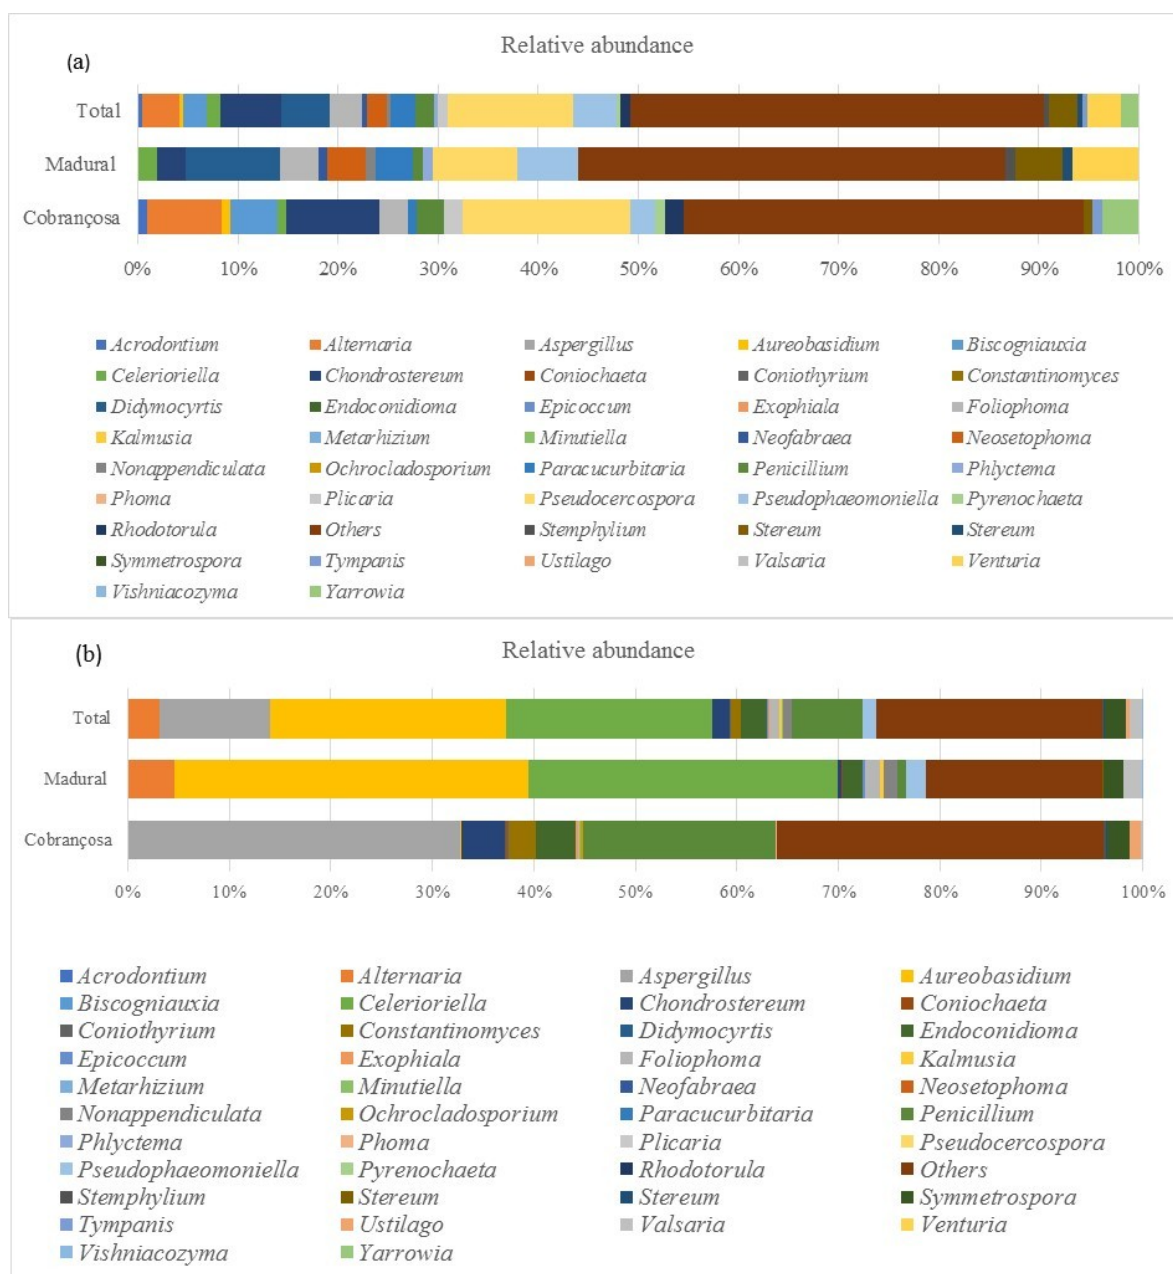 Relative abundance
(a)
Total
Madural
Cobrançosa
0% 10% 20% 30% 40% 50% 60% 70% 80% 90% 100%
Acrodontium Alternaria Aspergillus Aureobasidium Biscogniauxia
Celerioriella Chondrostereum Coniochaeta Coniothyrium Constantinomyces
Didymocyrtis Endoconidioma Epicoccum Exophiala Foliophoma
Kalmusia Metarhizium Minutiella Neofabraea Neosetophoma
Nonappendiculata Ochrocladosporium Paracucurbitaria Penicillium Phlyctema
Phoma Plicaria Pseudocercospora Pseudophaeomoniella Pyrenochaeta
Rhodotorula Others Stemphylium Stereum Stereum
Symmetrospora Tympanis Ustilago Valsaria Venturia
Vishniacozyma Yarrowia
(b)
Relative abundance
Total
Madural
Cobrançosa
0% 10% 20% 30% 40% 50% 60% 70% 80% 90% 100%
Acrodontium Alternaria Aspergillus Aureobasidium
Biscogniauxia Celerioriella Chondrostereum Coniochaeta
Coniothyrium Constantinomyces Didymocyrtis Endoconidioma
Epicoccum Exophiala Foliophoma Kalmusia
Metarhizium Minutiella Neofabraea Neosetophoma
Nonappendiculata Ochrocladosporium Paracucurbitaria Penicillium
Phlyctema Phoma Plicaria Pseudocercospora
Pseudophaeomoniella Pyrenochaeta Rhodotorula Others
Stemphylium Stereum Stereum Symmetrospora
Tympanis Ustilago Valsaria Venturia
Vishniacozyma Yarrowia